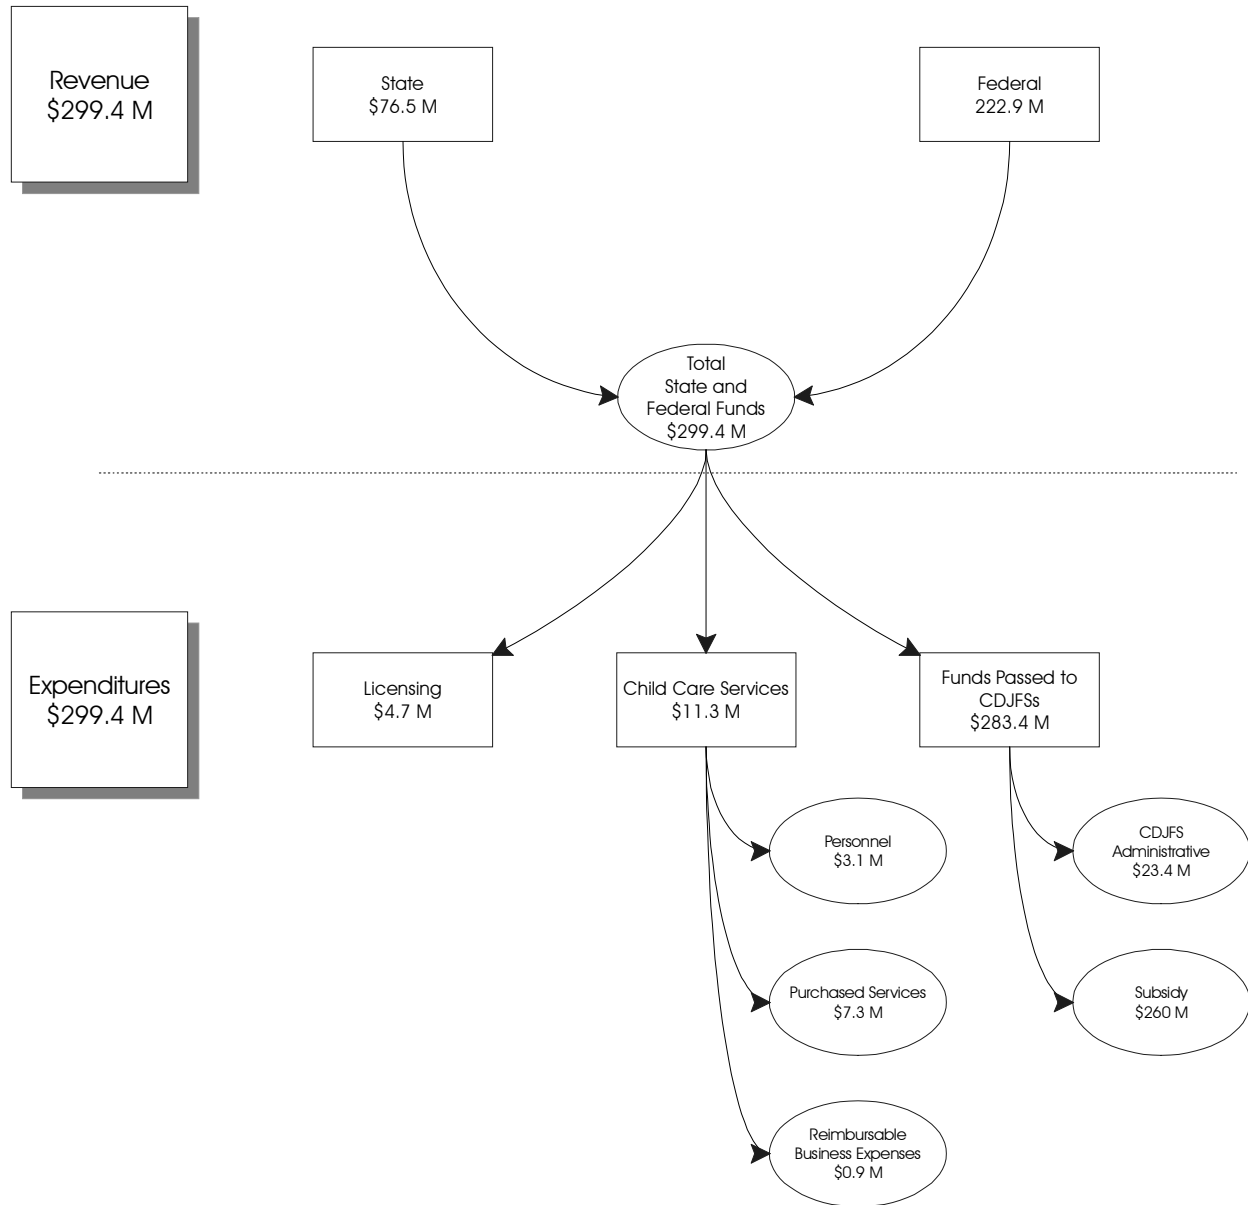 Revenue
$299.4 M
State
$76.5 M
Federal
222.9 M
Total
State and
Federal Funds
$299.4 M
Expenditures
$299.4 M
Licensing
$4.7 M
Child Care Services
$11.3 M
Funds Passed to
CDJFSs
$283.4 M
Personnel
$3.1 M
CDJFS
Administrative
$23.4 M
Purchased Services
$7.3 M
Subsidy
$260 M
Reimbursable
Business Expenses
$0.9 M